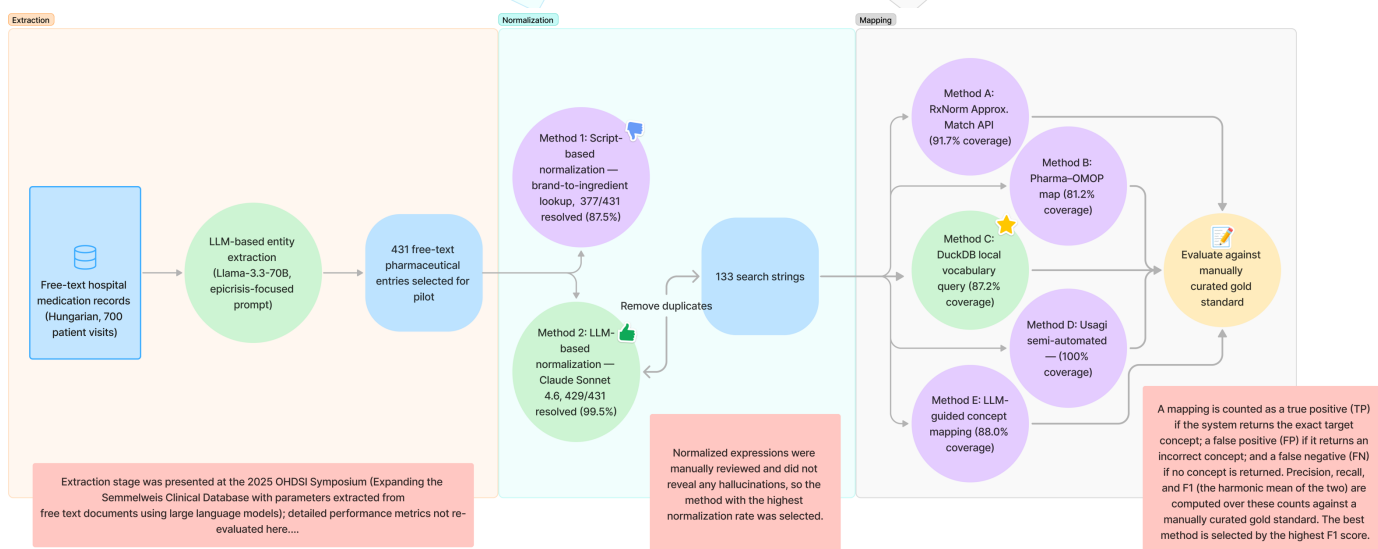 Extraction
Normalization
Mapping
Free-text hospital
medication records
(Hungarian, 700
patient visits)
LLM-based entity
extraction
(Llama-3.3-70B,
epicrisis-focused
prompt)
431 free-text
pharmaceutical
entries selected for
pilot
Method 1: Script-
based
normalization —
brand-to-ingredient
lookup, 377/431
resolved (87.5%)
Method 2: LLM-
based
normalization —
Claude Sonnet
4.6, 429/431
resolved (99.5%)
Remove duplicates
133 search strings
Method A:
RxNorm Approx.
Match API
(91.7% coverage)
Method B:
Pharma–OMOP
map (81.2%
coverage)
Method C:
DuckDB local
vocabulary
query (87.2%
coverage)
Method D: Usagi
semi-automated
— (100%
coverage)
Method E: LLM-
guided concept
mapping (88.0%
coverage)
Evaluate against
manually
curated gold
standard
Extraction stage was presented at the 2025 OHDSI Symposium (Expanding the
Semmelweis Clinical Database with parameters extracted from
free text documents using large language models); detailed performance metrics not re-
evaluated here....
Normalized expressions were
manually reviewed and did not
reveal any hallucinations, so the
method with the highest
normalization rate was selected.
A mapping is counted as a true positive (TP)
if the system returns the exact target
concept; a false positive (FP) if it returns an
incorrect concept; and a false negative (FN)
if no concept is returned. Precision, recall,
and F1 (the harmonic mean of the two) are
computed over these counts against a
manually curated gold standard. The best
method is selected by the highest F1 score.